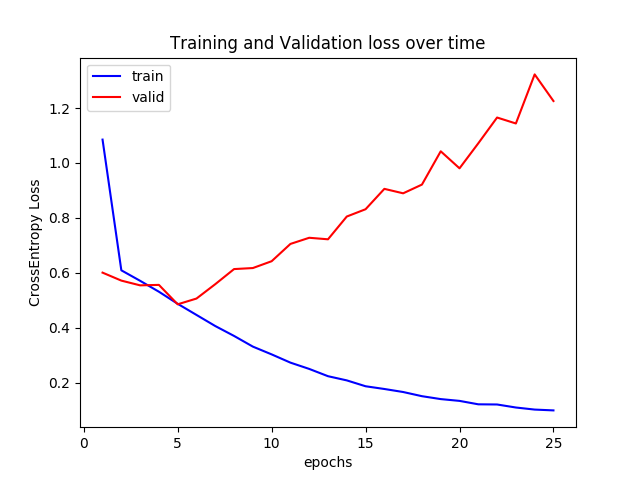 Training and Validation loss over time
train
valid
CrossEntropy Loss
1.2
1.0
0.8
0.6
0.4
0.2
0 5 10 15 20 25
epochs